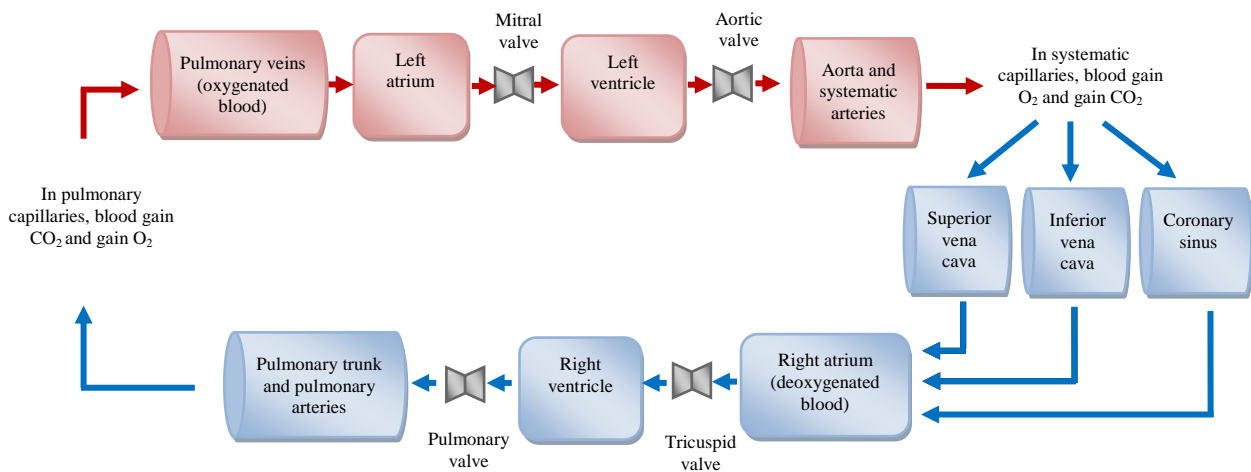 Mitral
valve
Aortic
valve
Pulmonary veins
(oxygenated
blood)
Left
atrium
Left
ventricle
Aorta and
systematic
arteries
In systematic
capillaries, blood gain
O₂ and gain CO₂
In pulmonary
capillaries, blood gain
CO₂ and gain O₂
Superior
vena
cava
Inferior
vena
cava
Coronary
sinus
Pulmonary trunk
and pulmonary
arteries
Right
ventricle
Right atrium
(deoxygenated
blood)
Pulmonary
valve
Tricuspid
valve